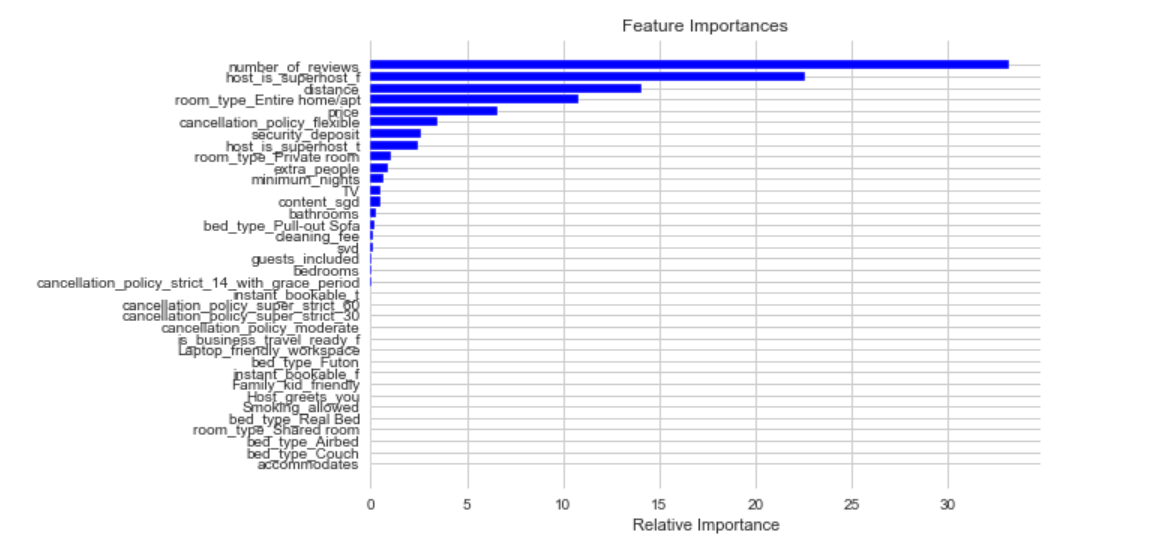 Feature Importances
number_of_reviews
host_is_superhost_f
distance
room_type_Entire home/apt
price
cancellation_policy_flexible
security_deposit
host_is_superhost_t
room_type_Private room
extra_people
minimum_nights
TV
content_sgd
bathrooms
bed_type_Pull-out Sofa
cleaning_fee
svd
guests_included
bedrooms
cancellation_policy_strict_14_with_grace_period
instant_bookable_t
cancellation_policy_super_strict_60
cancellation_policy_super_strict_30
cancellation_policy_moderate
is_business_travel_ready_f
Laptop_friendly_workspace
bed_type_Futon
instant_bookable_f
Family_kid_friendly
Host_greets_you
Smoking_allowed
bed_type_Real Bed
room_type_Shared room
bed_type_Airbed
bed_type_Couch
accommodates
0 5 10 15 20 25 30
Relative Importance